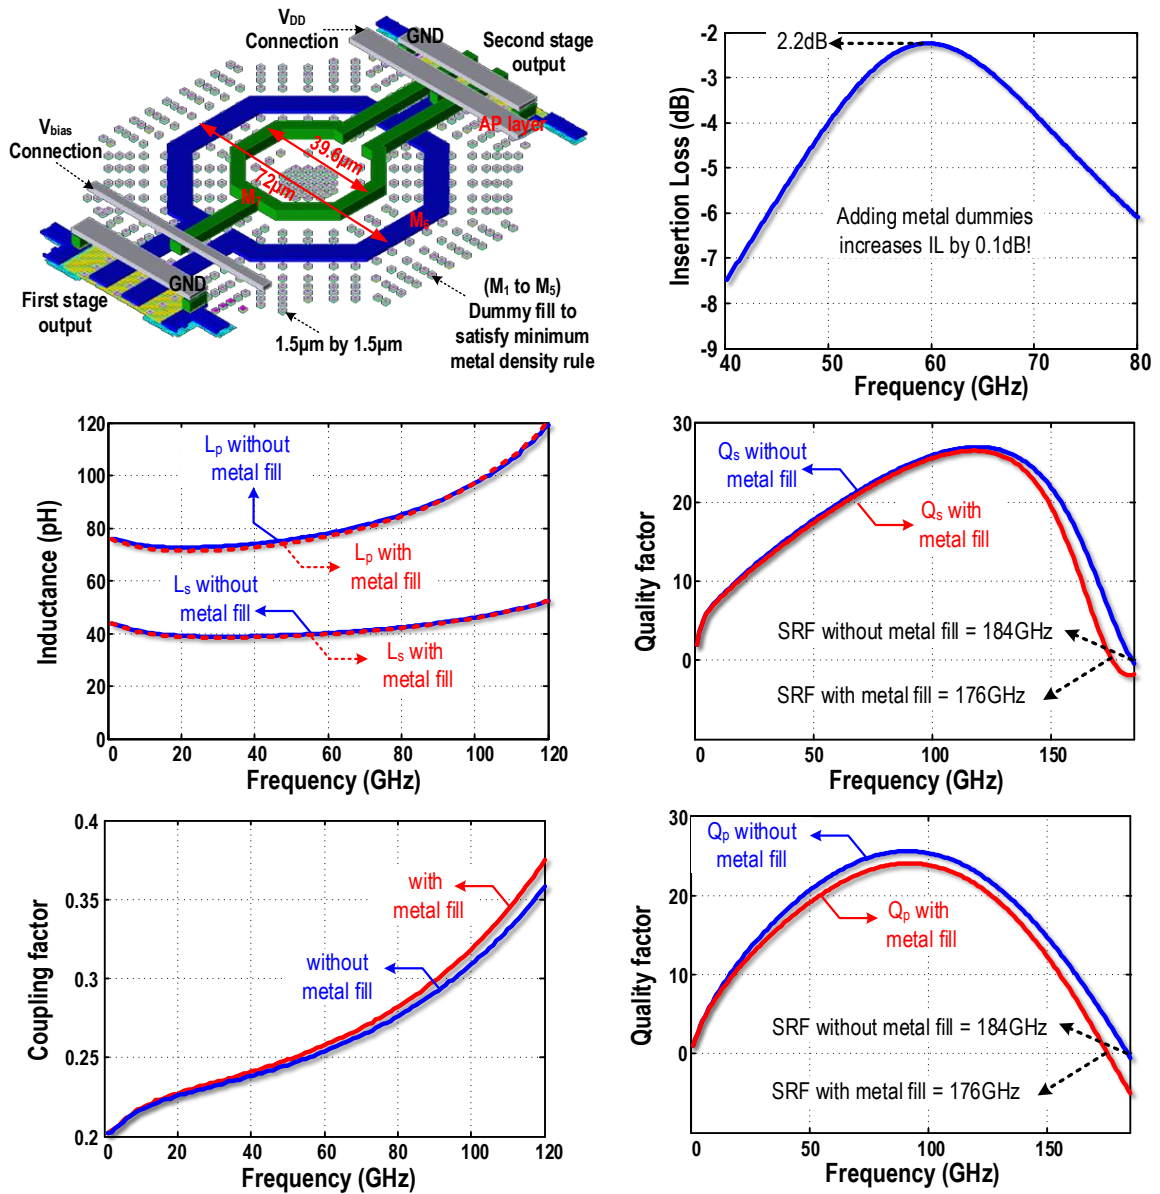 V_DD
Connection
GND
Second stage
output
AP layer
V_bias
Connection
39.6µm
72µm
GND
First stage
output
1.5µm by 1.5µm
(M₁ to M₅)
Dummy fill to
satisfy minimum
metal density rule
Insertion Loss (dB)
-2
-3
-4
-5
-6
-7
-8
-9
2.2dB
Adding metal dummies
increases IL by 0.1dB!
40
50
60
70
80
Frequency (GHz)
Inductance (pH)
120
100
80
60
40
20
0
Lₚ without
metal fill
Lₚ with
metal fill
Lₛ without
metal fill
Lₛ with
metal fill
0
20
40
60
80
100
120
Frequency (GHz)
Quality factor
30
20
10
0
Qₛ without
metal fill
Qₛ with
metal fill
SRF without metal fill = 184GHz
SRF with metal fill = 176GHz
0
50
100
150
Frequency (GHz)
Coupling factor
0.4
0.35
0.3
0.25
0.2
with
metal fill
without
metal fill
0
20
40
60
80
100
120
Frequency (GHz)
Quality factor
30
20
10
0
Qₚ without
metal fill
Qₚ with
metal fill
SRF without metal fill = 184GHz
SRF with metal fill = 176GHz
0
50
100
150
Frequency (GHz)